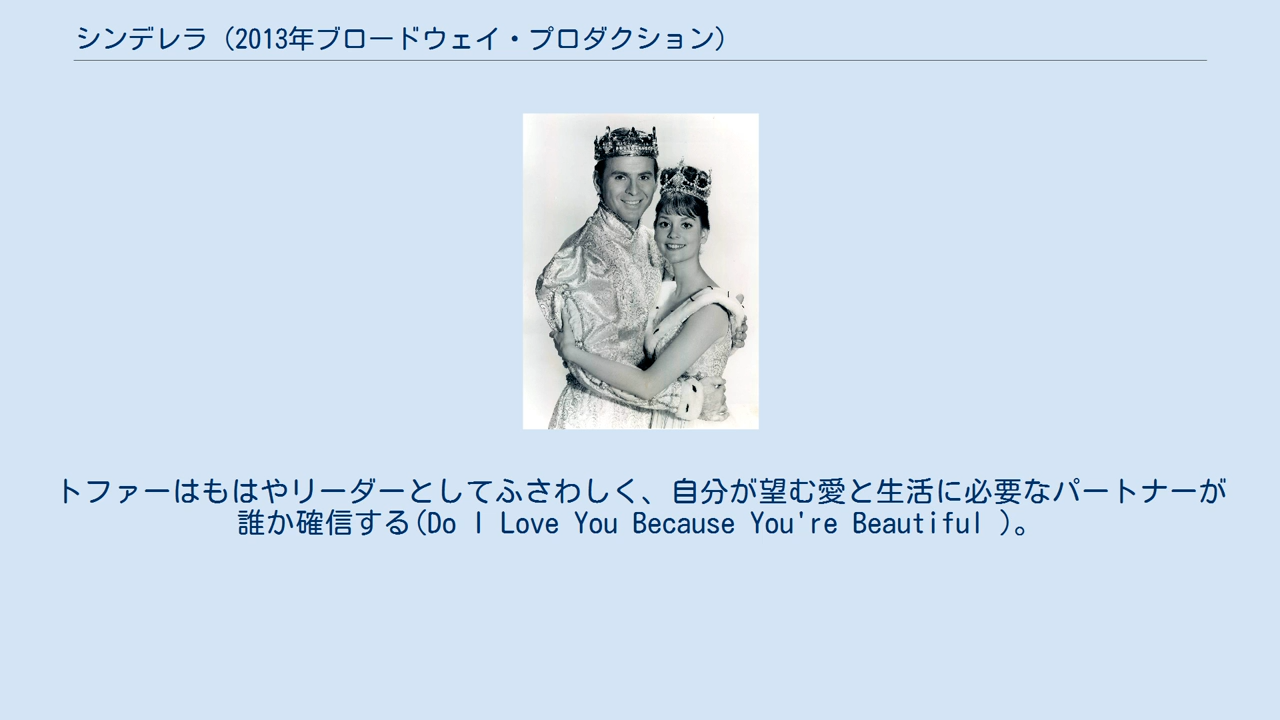 シンデレラ（2013年ブロードウェイ・プロダクション）
トファーはもはやリーダーとしてふさわしく、自分が望む愛と生活に必要なパートナーが
誰か確信する(Do I Love You Because You're Beautiful )。